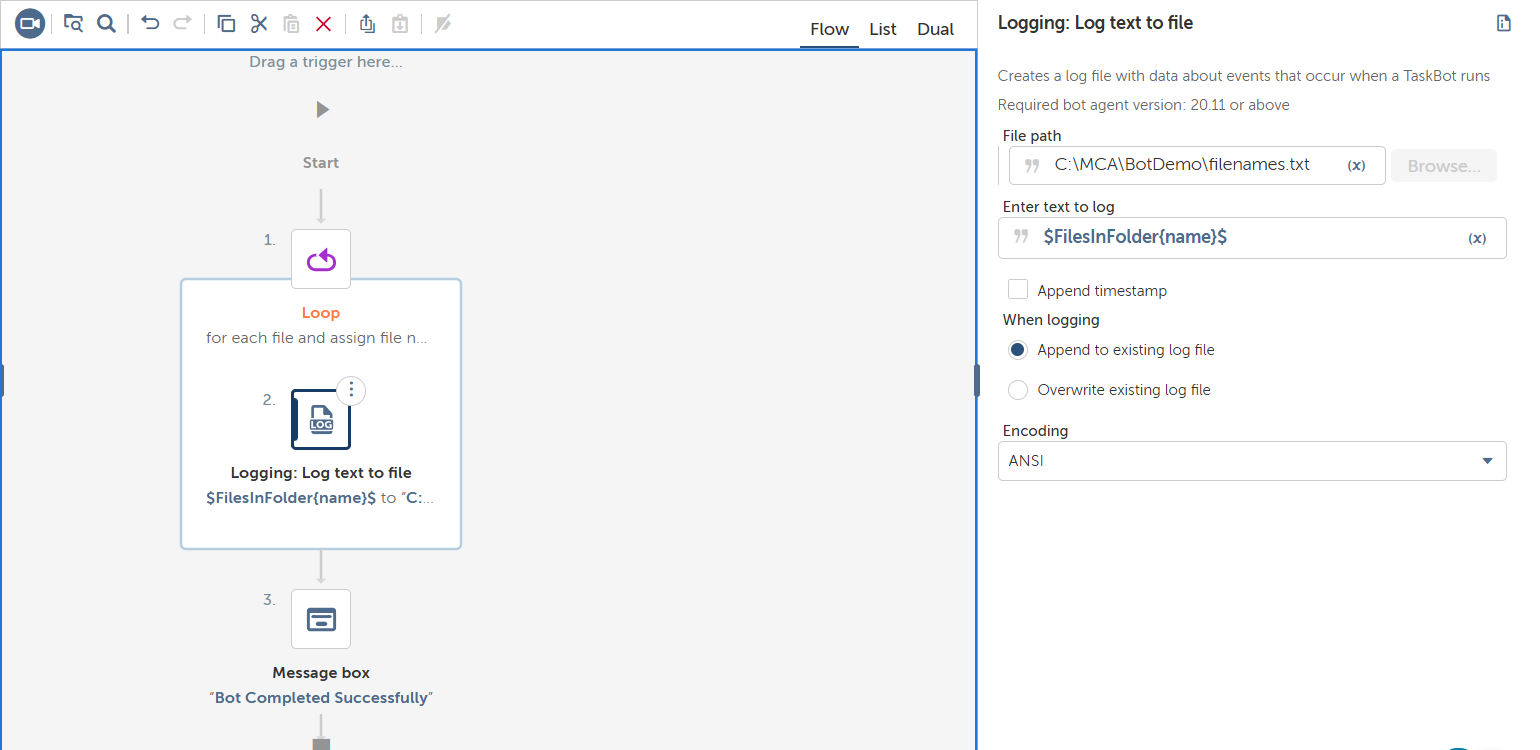 Flow List Dual
Drag a trigger here...
Start
1.
Loop
for each file and assign file n...
2.
LOG
Logging: Log text to file
$FilesInFolder{name}$ to “C:...
3.
Message box
“Bot Completed Successfully”
Logging: Log text to file
Creates a log file with data about events that occur when a TaskBot runs
Required bot agent version: 20.11 or above
File path
C:\MCA\BotDemo\filenames.txt (x) Browse...
Enter text to log
$FilesInFolder{name}$ (x)
Append timestamp
When logging
Append to existing log file
Overwrite existing log file
Encoding
ANSI